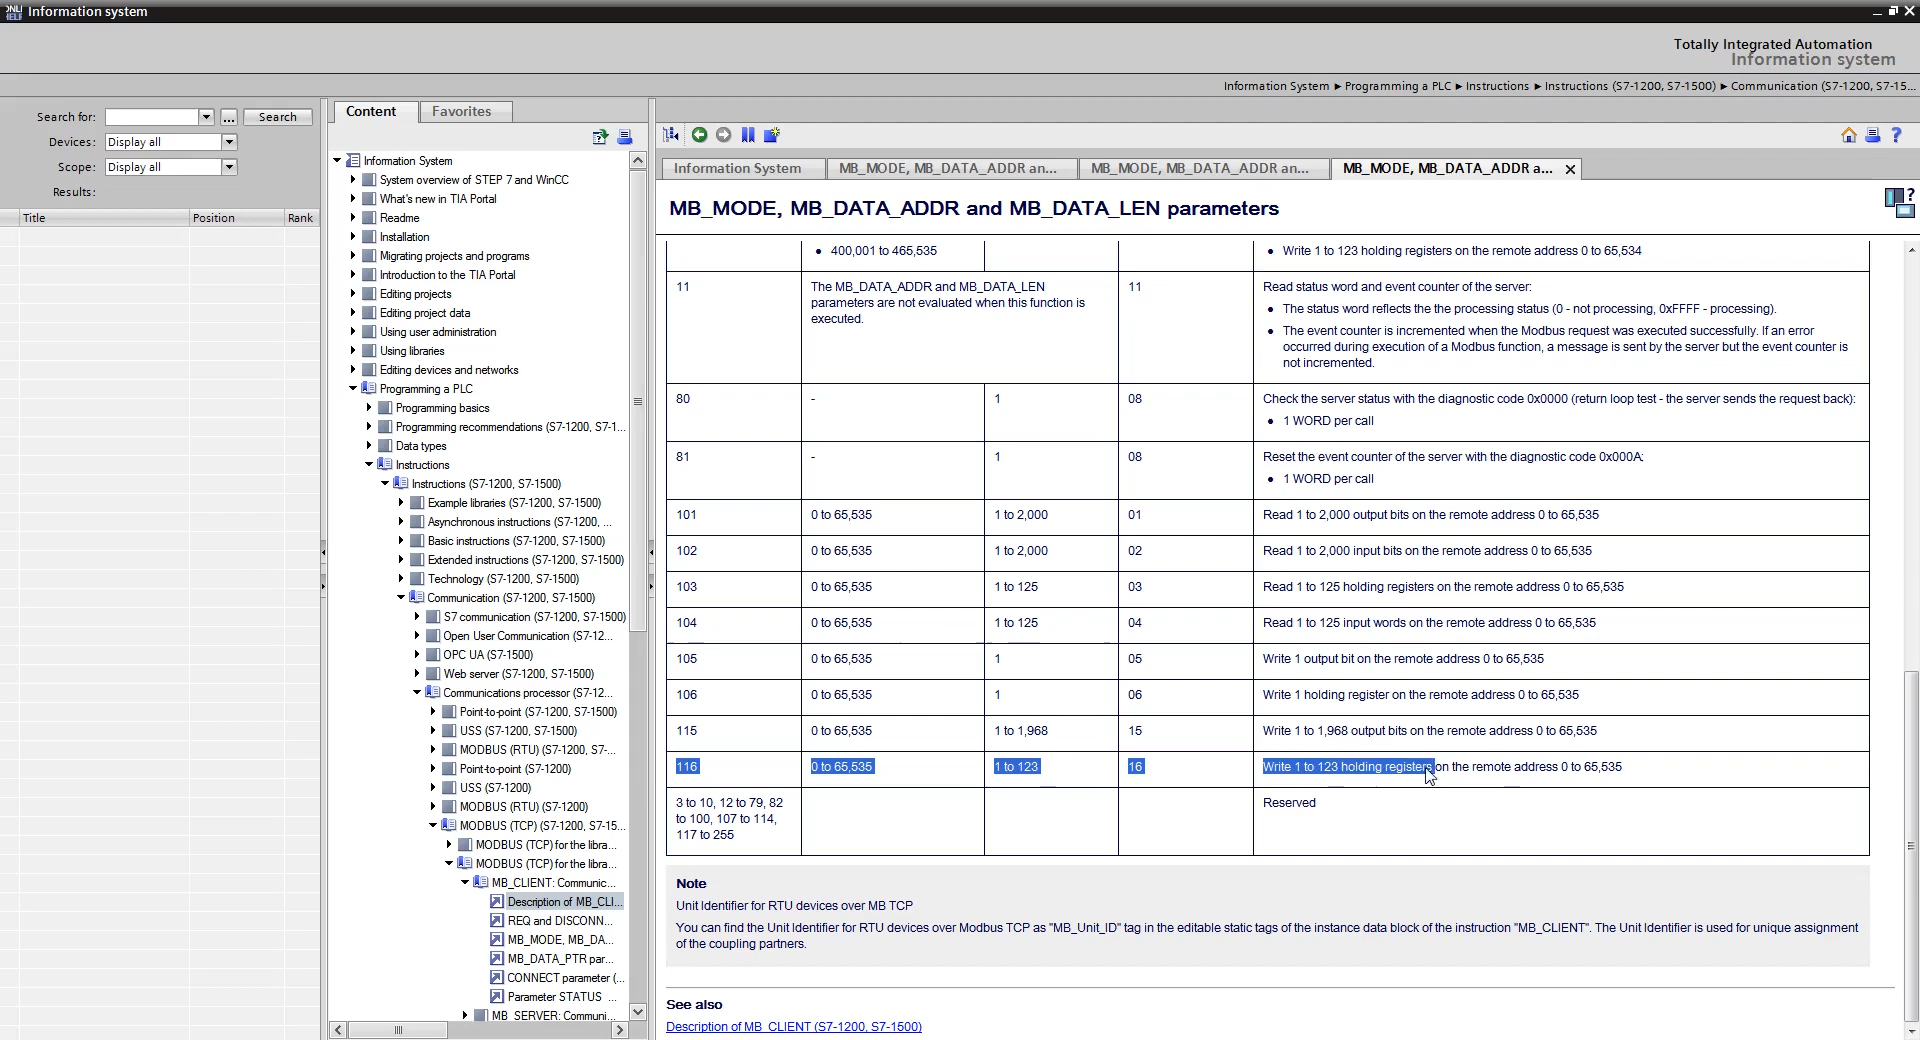 ONLI
HELP
Information system
Totally Integrated Automation
Information system
Information System ▸ Programming a PLC ▸ Instructions ▸ Instructions (S7-1200, S7-1500) ▸ Communication (S7-1200, S7-15...
Search for:
...
Search
Devices:
Display all
Scope:
Display all
Results:
Title
Position
Rank
Content
Favorites
Information System
System overview of STEP 7 and WinCC
What's new in TIA Portal
Readme
Installation
Migrating projects and programs
Introduction to the TIA Portal
Editing projects
Editing project data
Using user administration
Using libraries
Editing devices and networks
Programming a PLC
Programming basics
Programming recommendations (S7-1200, S7-1...
Data types
Instructions
Instructions (S7-1200, S7-1500)
Example libraries (S7-1200, S7-1500)
Asynchronous instructions (S7-1200, ...
Basic instructions (S7-1200, S7-1500)
Extended instructions (S7-1200, S7-1500)
Technology (S7-1200, S7-1500)
Communication (S7-1200, S7-1500)
S7 communication (S7-1200, S7-1500)
Open User Communication (S7-12...
OPC UA (S7-1500)
Web server (S7-1200, S7-1500)
Communications processor (S7-12...
Point-to-point (S7-1200, S7-1500)
USS (S7-1200, S7-1500)
MODBUS (RTU) (S7-1200, S7-...
Point-to-point (S7-1200)
USS (S7-1200)
MODBUS (RTU) (S7-1200)
MODBUS (TCP) (S7-1200, S7-15...
MODBUS (TCP) for the libra...
MODBUS (TCP) for the libra...
MB_CLIENT: Communic...
Description of MB_CLI...
REQ and DISCONN...
MB_MODE, MB_DA...
MB_DATA_PTR par...
CONNECT parameter (...
Parameter STATUS ...
MB_SERVER: Communi...
Information System
MB_MODE, MB_DATA_ADDR an...
MB_MODE, MB_DATA_ADDR an...
MB_MODE, MB_DATA_ADDR a...
MB_MODE, MB_DATA_ADDR and MB_DATA_LEN parameters
• 400,001 to 465,535
• Write 1 to 123 holding registers on the remote address 0 to 65,534
11
The MB_DATA_ADDR and MB_DATA_LEN
parameters are not evaluated when this function is
executed.
11
Read status word and event counter of the server:
• The status word reflects the the processing status (0 - not processing, 0xFFFF - processing).
• The event counter is incremented when the Modbus request was executed successfully. If an error
occurred during execution of a Modbus function, a message is sent by the server but the event counter is
not incremented.
80 - 1 08 Check the server status with the diagnostic code 0x0000 (return loop test - the server sends the request back):
• 1 WORD per call
81 - 1 08 Reset the event counter of the server with the diagnostic code 0x000A:
• 1 WORD per call
101 0 to 65,535 1 to 2,000 01 Read 1 to 2,000 output bits on the remote address 0 to 65,535
102 0 to 65,535 1 to 2,000 02 Read 1 to 2,000 input bits on the remote address 0 to 65,535
103 0 to 65,535 1 to 125 03 Read 1 to 125 holding registers on the remote address 0 to 65,535
104 0 to 65,535 1 to 125 04 Read 1 to 125 input words on the remote address 0 to 65,535
105 0 to 65,535 1 05 Write 1 output bit on the remote address 0 to 65,535
106 0 to 65,535 1 06 Write 1 holding register on the remote address 0 to 65,535
115 0 to 65,535 1 to 1,968 15 Write 1 to 1,968 output bits on the remote address 0 to 65,535
116 0 to 65,535 1 to 123 16 Write 1 to 123 holding registers on the remote address 0 to 65,535
3 to 10, 12 to 79, 82
to 100, 107 to 114,
117 to 255
Reserved
Note
Unit Identifier for RTU devices over MB TCP
You can find the Unit Identifier for RTU devices over Modbus TCP as "MB_Unit_ID" tag in the editable static tags of the instance data block of the instruction "MB_CLIENT". The Unit Identifier is used for unique assignment
of the coupling partners.
See also
Description of MB_CLIENT (S7-1200, S7-1500)